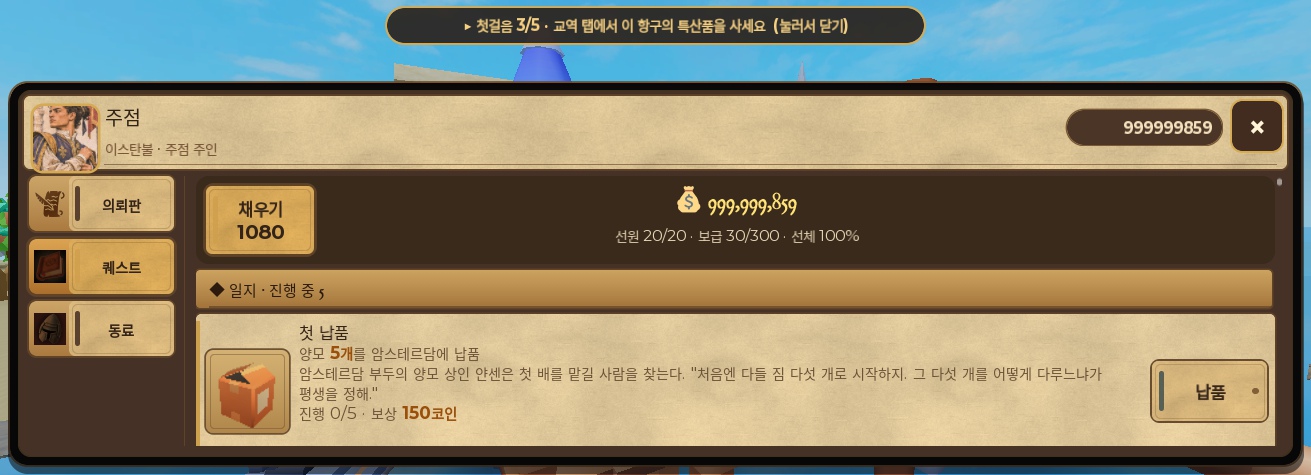 ▸ 첫걸음 3/5 · 교역 탭에서 이 항구의 특산품을 사세요 (눌러서 닫기)
주점
이스탄불 · 주점 주인
999999859
×
의뢰판
퀘스트
동료
채우기
1080
999,999,859
선원 20/20 · 보급 30/300 · 선체 100%
◆ 일지 · 진행 중 5
첫 납품
양모 5개를 암스테르담에 납품
암스테르담 부두의 양모 상인 얀센은 첫 배를 맡길 사람을 찾는다. "처음엔 다들 짐 다섯 개로 시작하지. 그 다섯 개를 어떻게 다루느냐가
평생을 정해."
진행 0/5 · 보상 150코인
납품